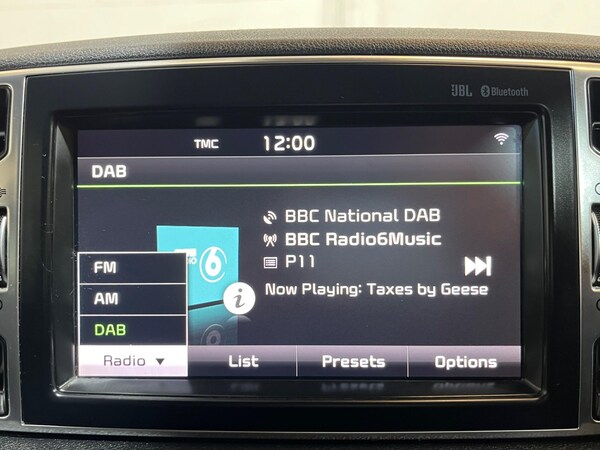 JBL Bluetooth
TMC 12:00
DAB
BBC National DAB
BBC Radio6Music
P11
Now Playing: Taxes by Geese
6
i
FM
AM
DAB
Radio ▼
List
Presets
Options